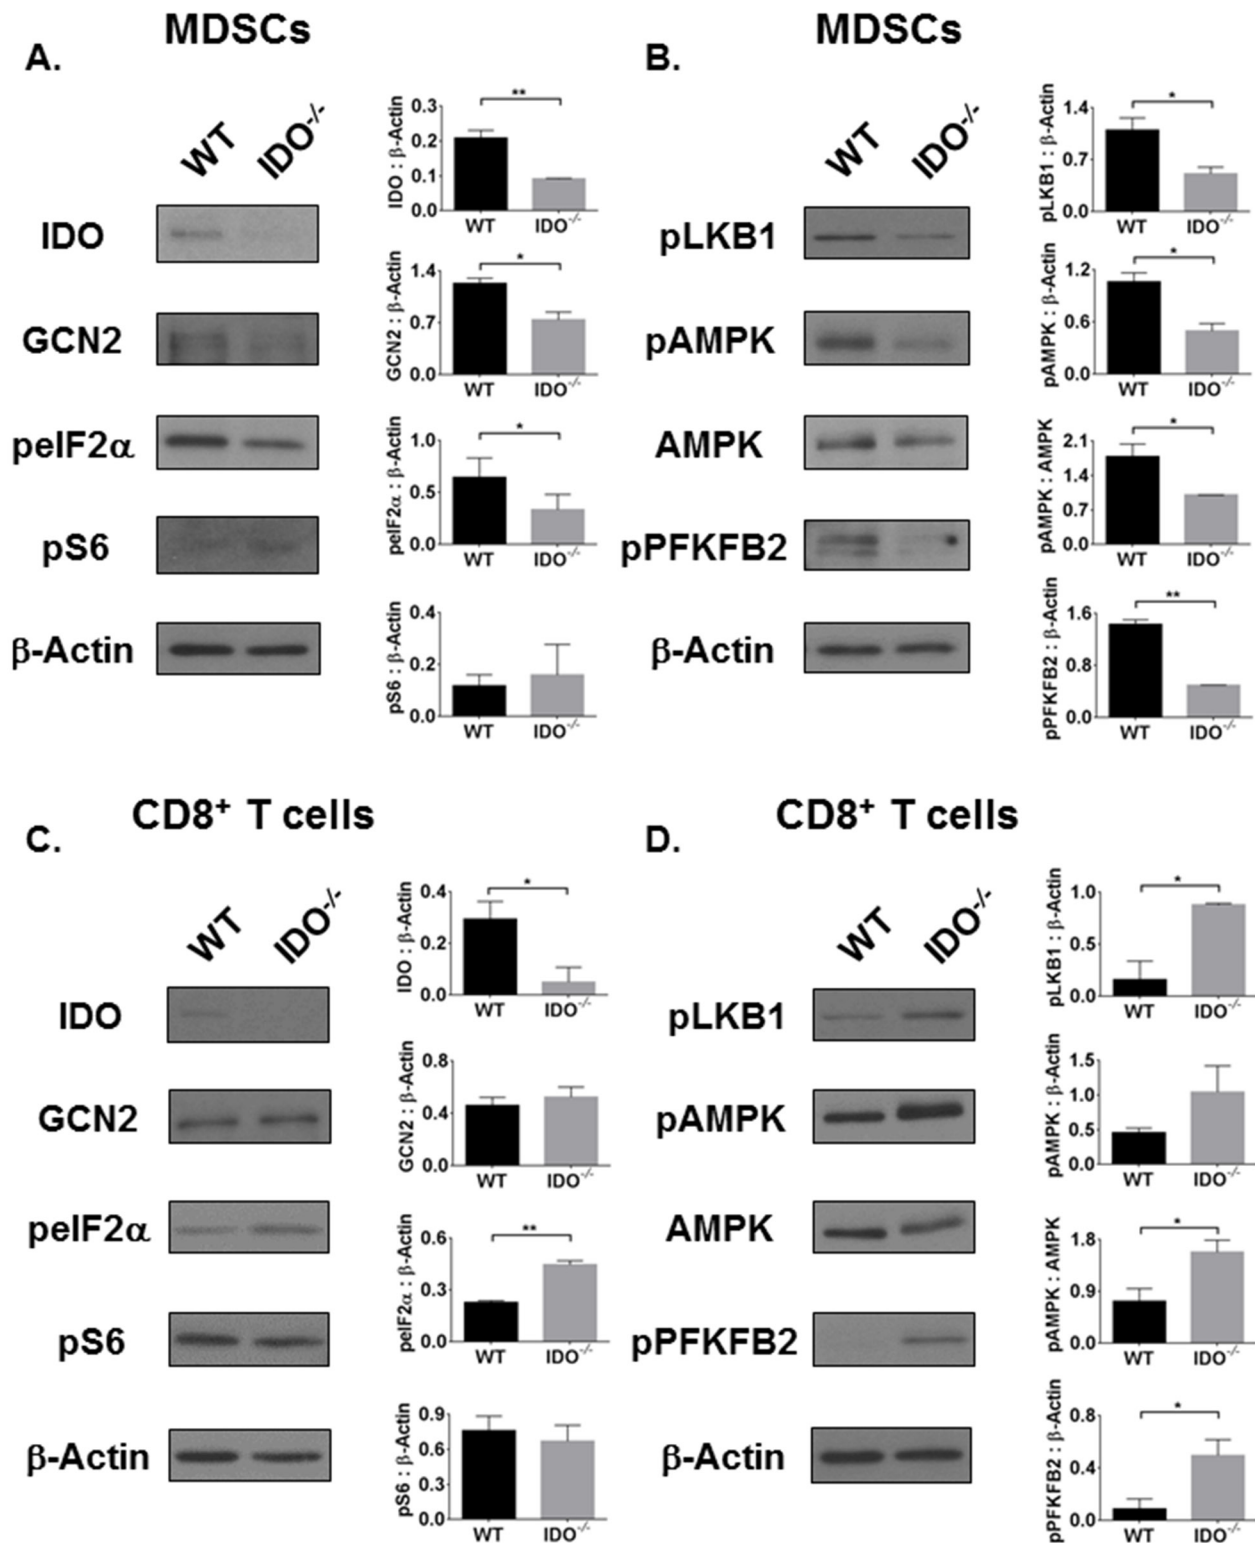 MDSCs
A.
WT IDO-/-
IDO
GCN2
peIF2α
pS6
β-Actin
**
IDO : β-Actin
0.3
0.2
0.1
0.0
WT IDO-/-
*
GCN2 : β-Actin
1.4
0.7
0.0
WT IDO-/-
*
peIF2α : β-Actin
1.0
0.5
0.0
WT IDO-/-
pS6 : β-Actin
0.4
0.2
0.0
WT IDO-/-
MDSCs
B.
WT IDO-/-
pLKB1
pAMPK
AMPK
pPFKFB2
β-Actin
*
pLKB1 : β-Actin
1.4
0.7
0.0
WT IDO-/-
*
pAMPK : β-Actin
1.2
0.6
0.0
WT IDO-/-
*
pAMPK : AMPK
2.1
1.4
0.7
0.0
WT IDO-/-
**
pPFKFB2 : β-Actin
1.6
0.8
0.0
WT IDO-/-
CD8+ T cells
C.
WT IDO-/-
IDO
GCN2
peIF2α
pS6
β-Actin
*
IDO : β-Actin
0.4
0.2
0.0
WT IDO-/-
GCN2 : β-Actin
0.8
0.4
0.0
WT IDO-/-
**
peIF2α : β-Actin
0.6
0.3
0.0
WT IDO-/-
pS6 : β-Actin
0.9
0.6
0.3
0.0
WT IDO-/-
CD8+ T cells
D.
WT IDO-/-
pLKB1
pAMPK
AMPK
pPFKFB2
β-Actin
*
pLKB1 : β-Actin
1.0
0.5
0.0
WT IDO-/-
pAMPK : β-Actin
1.5
1.0
0.5
0.0
WT IDO-/-
*
pAMPK : AMPK
1.8
0.9
0.0
WT IDO-/-
*
pPFKFB2 : β-Actin
0.8
0.4
0.0
WT IDO-/-